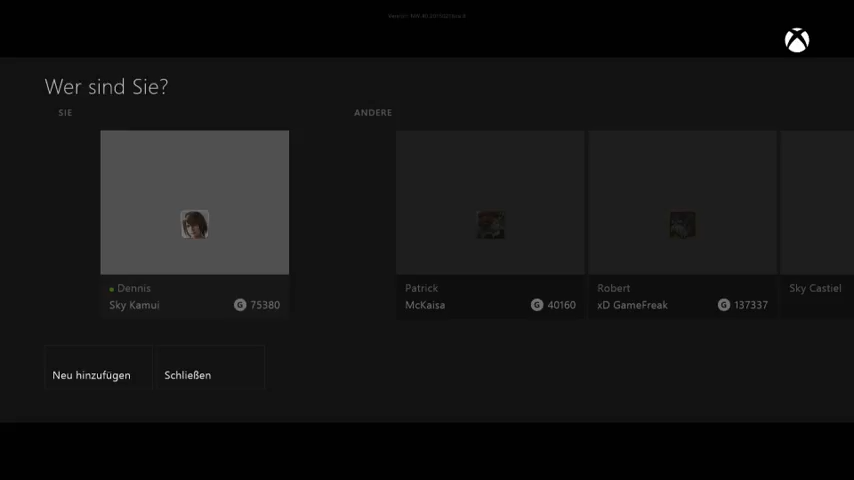 Wer sind Sie?
SIE
ANDERE
Dennis
Sky Kamui
G 75380
Patrick
McKaisa
G 40160
Robert
xD GameFreak
G 137337
Sky Castiel
Neu hinzufügen
Schließen